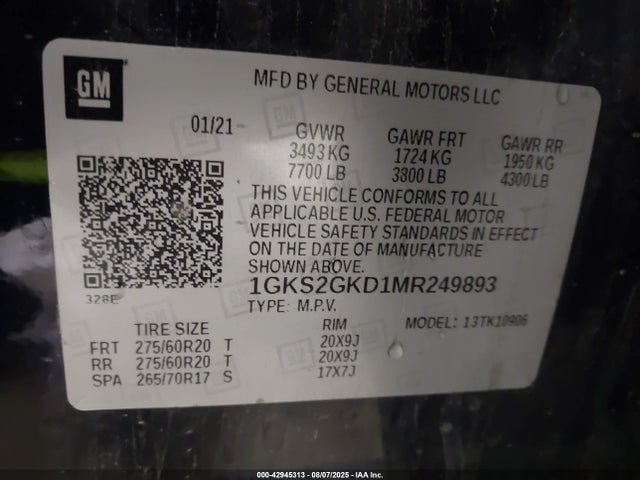 GM
MFD BY GENERAL MOTORS LLC
01/21
GVWR
3493 KG
7700 LB
GAWR FRT
1724 KG
3800 LB
GAWR RR
1950 KG
4300 LB
THIS VEHICLE CONFORMS TO ALL
APPLICABLE U.S. FEDERAL MOTOR
VEHICLE SAFETY STANDARDS IN EFFECT
ON THE DATE OF MANUFACTURE
SHOWN ABOVE.
1GKS2GKD1MR249893
328E
TYPE: M.P.V.
MODEL: 13TK10906
TIRE SIZE RIM
FRT 275/60R20 T 20X9J
RR 275/60R20 T 20X9J
SPA 265/70R17 S 17X7J
000-42945313 - 08/07/2025 - IAA Inc.